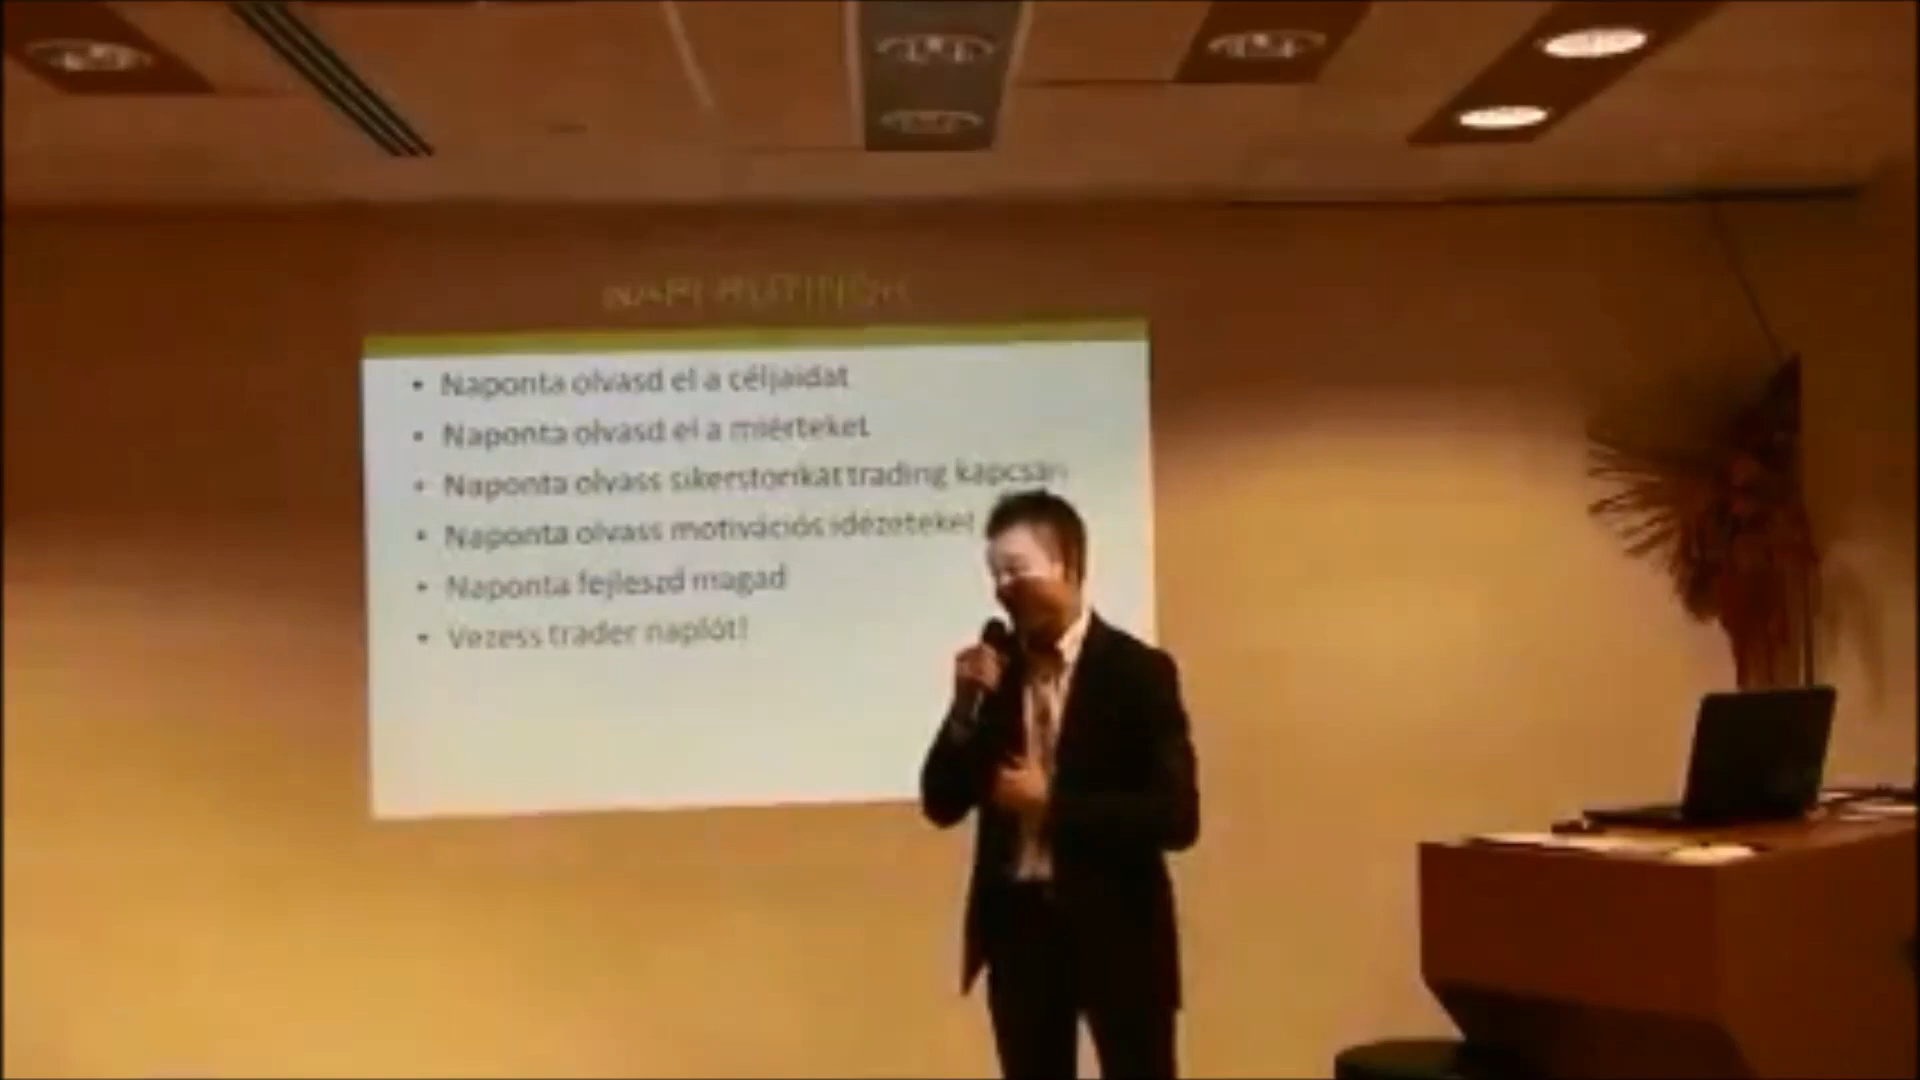 NAPI RUTINOK
• Naponta olvasd el a céljaidat
• Naponta olvasd el a miérteket
• Naponta olvass sikerstorikat trading kapcsán
• Naponta olvass motivációs idézeteket
• Naponta fejleszd magad
• Vezess trader naplót!